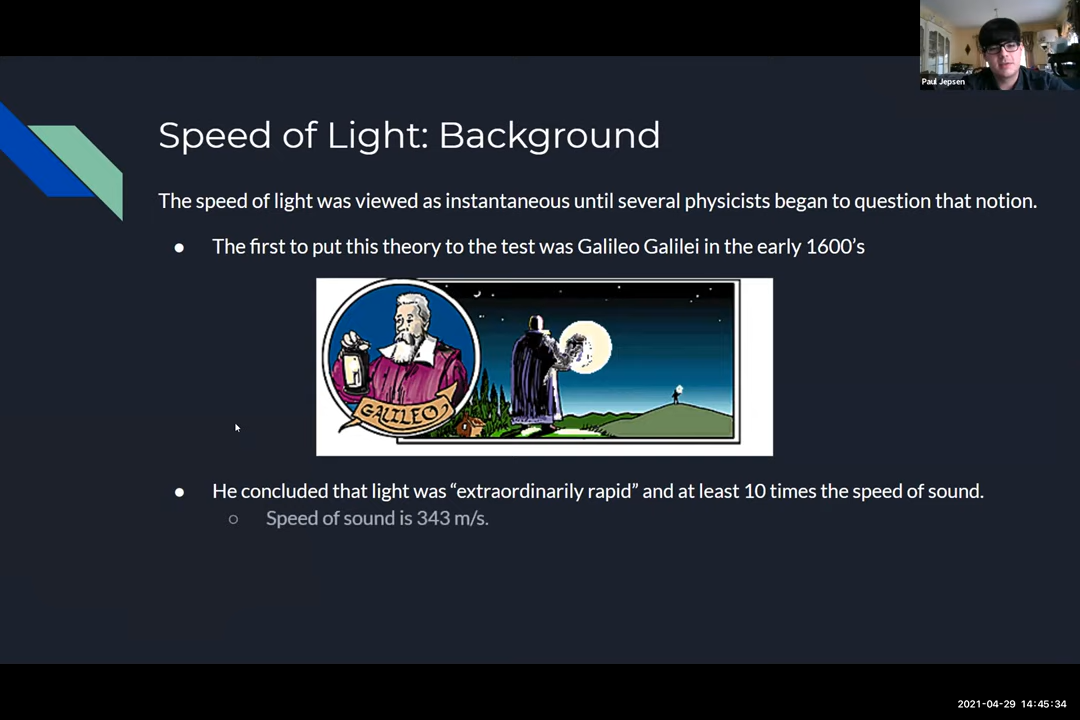 Paul Jepsen
Speed of Light: Background
The speed of light was viewed as instantaneous until several physicists began to question that notion.
● The first to put this theory to the test was Galileo Galilei in the early 1600’s
GALILEO
● He concluded that light was “extraordinarily rapid” and at least 10 times the speed of sound.
○ Speed of sound is 343 m/s.
2021-04-29 14:45:34